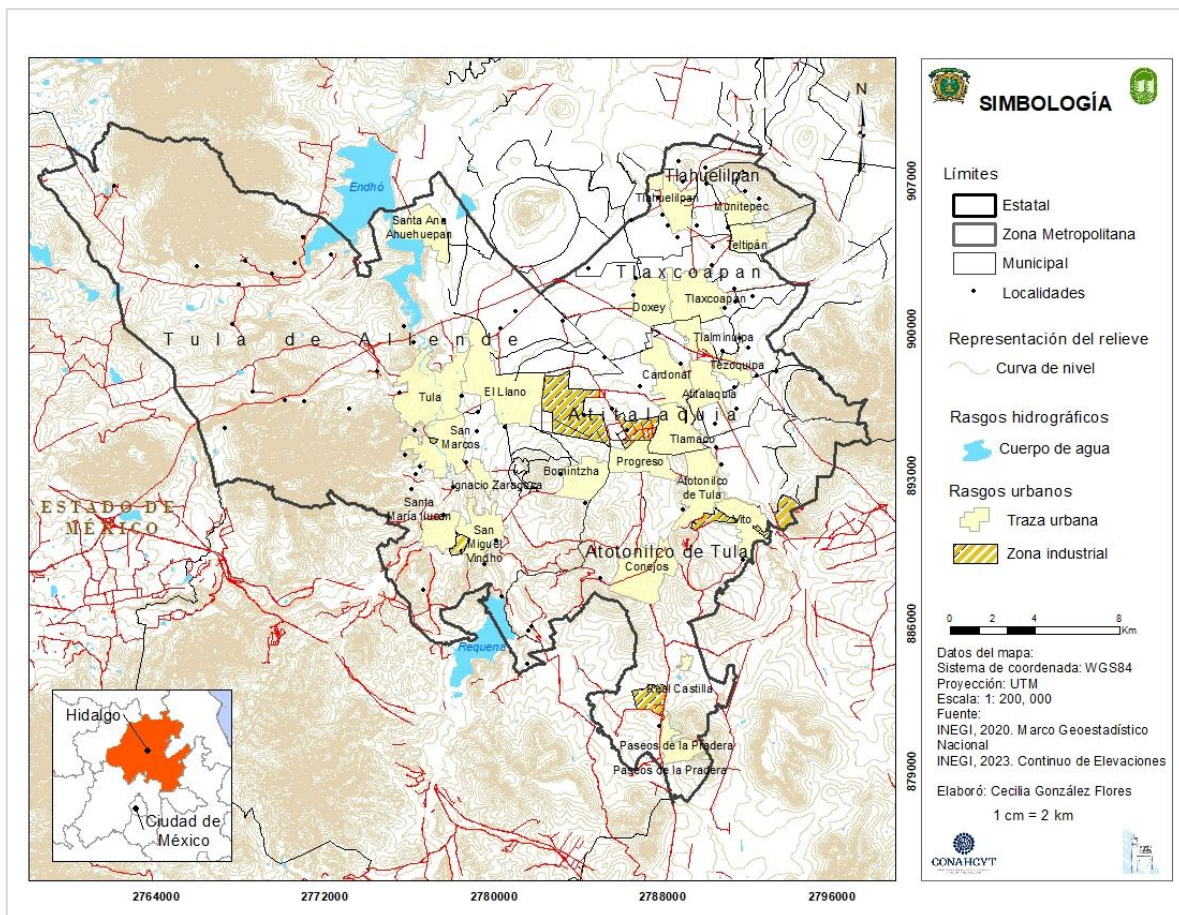 N
Endhó
Tlahuelilpan
Tlahuelilpan
Munitepec
Santa Ana
Ahuehuepan
Teltipán
Tlaxcoapan
Doxey
Tlaxcoapan
Tula de Allende
Tlalminulpa
Tezoquipa
Cardonal
Tula
El Llano
Atitalaquia
Atitalaquia
San
Marcos
Tlamaco
Bomintzha
Progreso
Ignacio Zaragoza
Atotonilco
de Tula
Santa
María Ilucan
ESTADO DE
MÉXICO
San
Miguel
Vindho
Vito
Atotonilco de Tula
Conejos
Requena
Real Castilla
Paseos de la Pradera
Paseos de la Pradera
Hidalgo
Ciudad de
México
2764000
2772000
2780000
2788000
2796000
907000
900000
893000
886000
879000
SIMBOLOGÍA
Límites
Estatal
Zona Metropolitana
Municipal
Localidades
Representación del relieve
Curva de nivel
Rasgos hidrográficos
Cuerpo de agua
Rasgos urbanos
Traza urbana
Zona industrial
0 2 4 8
Km
Datos del mapa:
Sistema de coordenada: WGS84
Proyección: UTM
Escala: 1: 200, 000
Fuente:
INEGI, 2020. Marco Geoestadístico
Nacional
INEGI, 2023. Continuo de Elevaciones
Elaboró: Cecilia González Flores
1 cm = 2 km
CONAHCYT